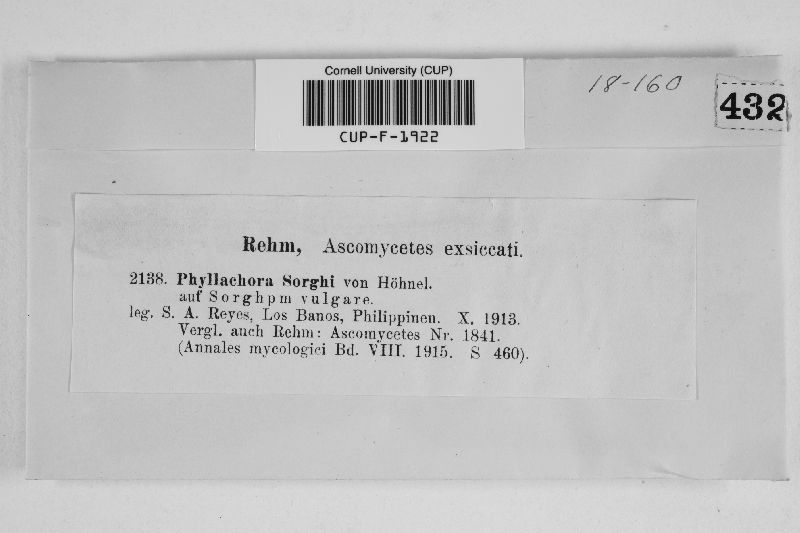 Cornell University (CUP)
CUP-F-1922
18-160
432
Rehm, Ascomycetes exsiccati.
2138. Phyllachora Sorghi von Höhnel.
auf Sorghpm vulgare.
leg. S. A. Reyes, Los Banos, Philippinen. X. 1913.
Vergl. auch Rehm: Ascomycetes Nr. 1841.
(Annales mycologici Bd. VIII. 1915. S 460).